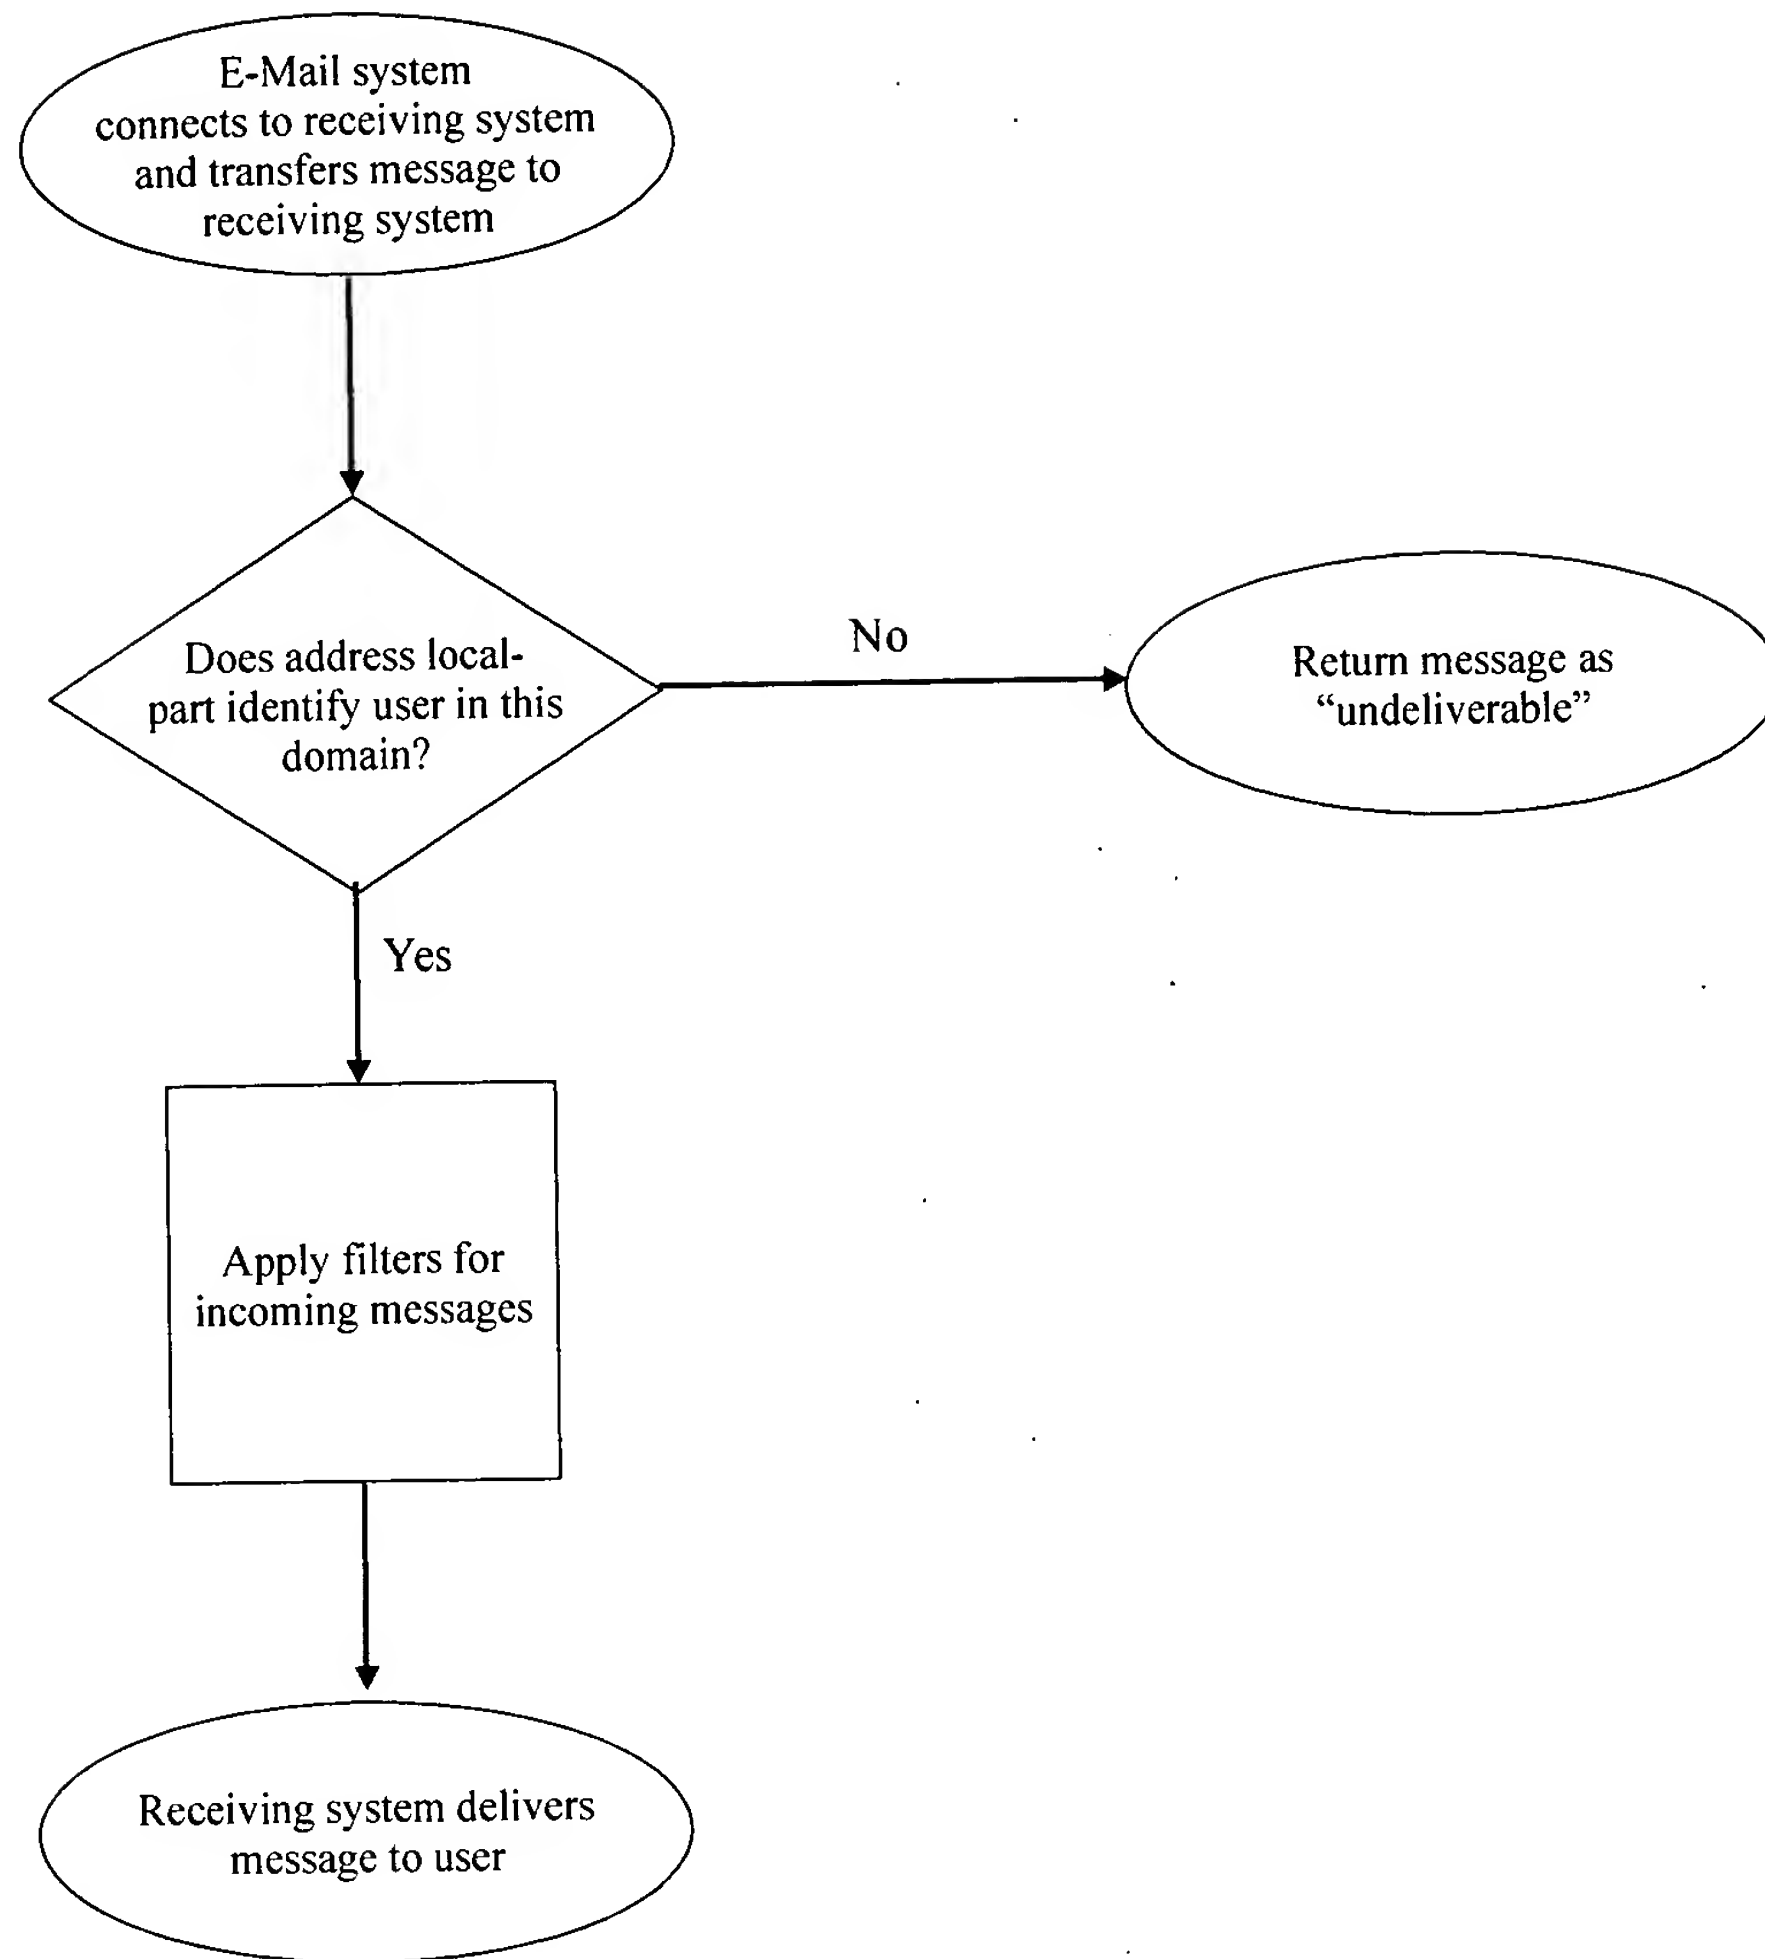 E-Mail system
connects to receiving system
and transfers message to
receiving system
Does address local-
part identify user in this
domain?
No
Return message as
“undeliverable”
Yes
Apply filters for
incoming messages
Receiving system delivers
message to user